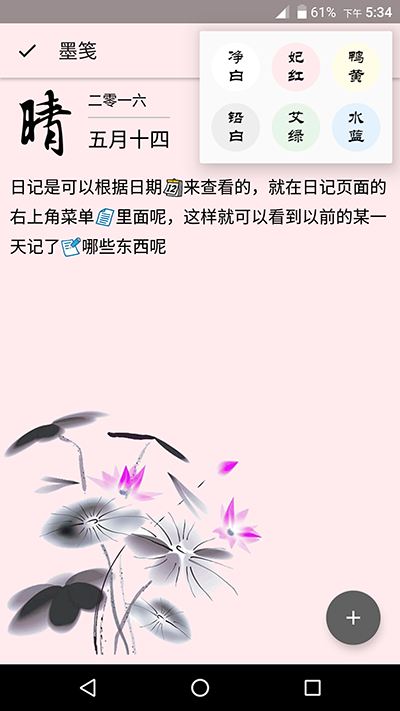 61% 下午 5:34
墨笺
净白
妃红
鸭黄
铅白
艾绿
水蓝
晴
二零一六
五月十四
日记是可以根据日期12来查看的，就在日记页面的
右上角菜单里面呢，这样就可以看到以前的某一
天记了哪些东西呢